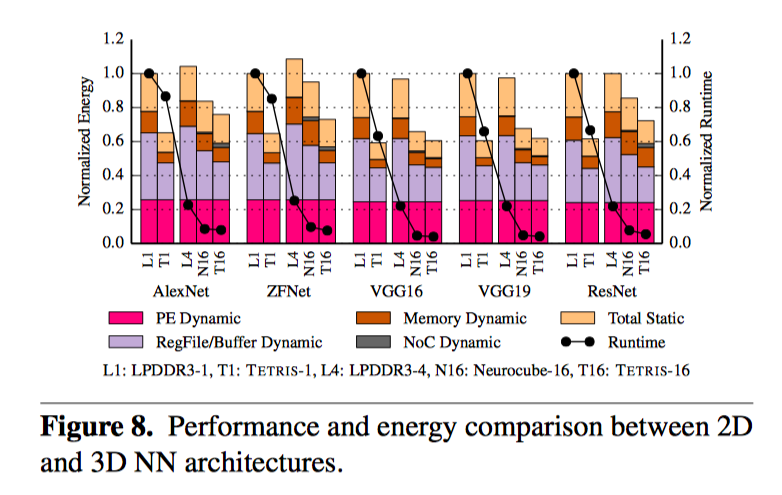 1.2
1.0
0.8
0.6
0.4
0.2
0.0
Normalized Energy
1.2
1.0
0.8
0.6
0.4
0.2
0.0
Normalized Runtime
L1 T1 L4 N16 T16 L1 T1 L4 N16 T16 L1 T1 L4 N16 T16 L1 T1 L4 N16 T16 L1 T1 L4 N16 T16
AlexNet ZFNet VGG16 VGG19 ResNet
PE Dynamic Memory Dynamic Total Static
RegFile/Buffer Dynamic NoC Dynamic Runtime
L1: LPDDR3-1, T1: TETRIS-1, L4: LPDDR3-4, N16: Neurocube-16, T16: TETRIS-16
Figure 8. Performance and energy comparison between 2D
and 3D NN architectures.